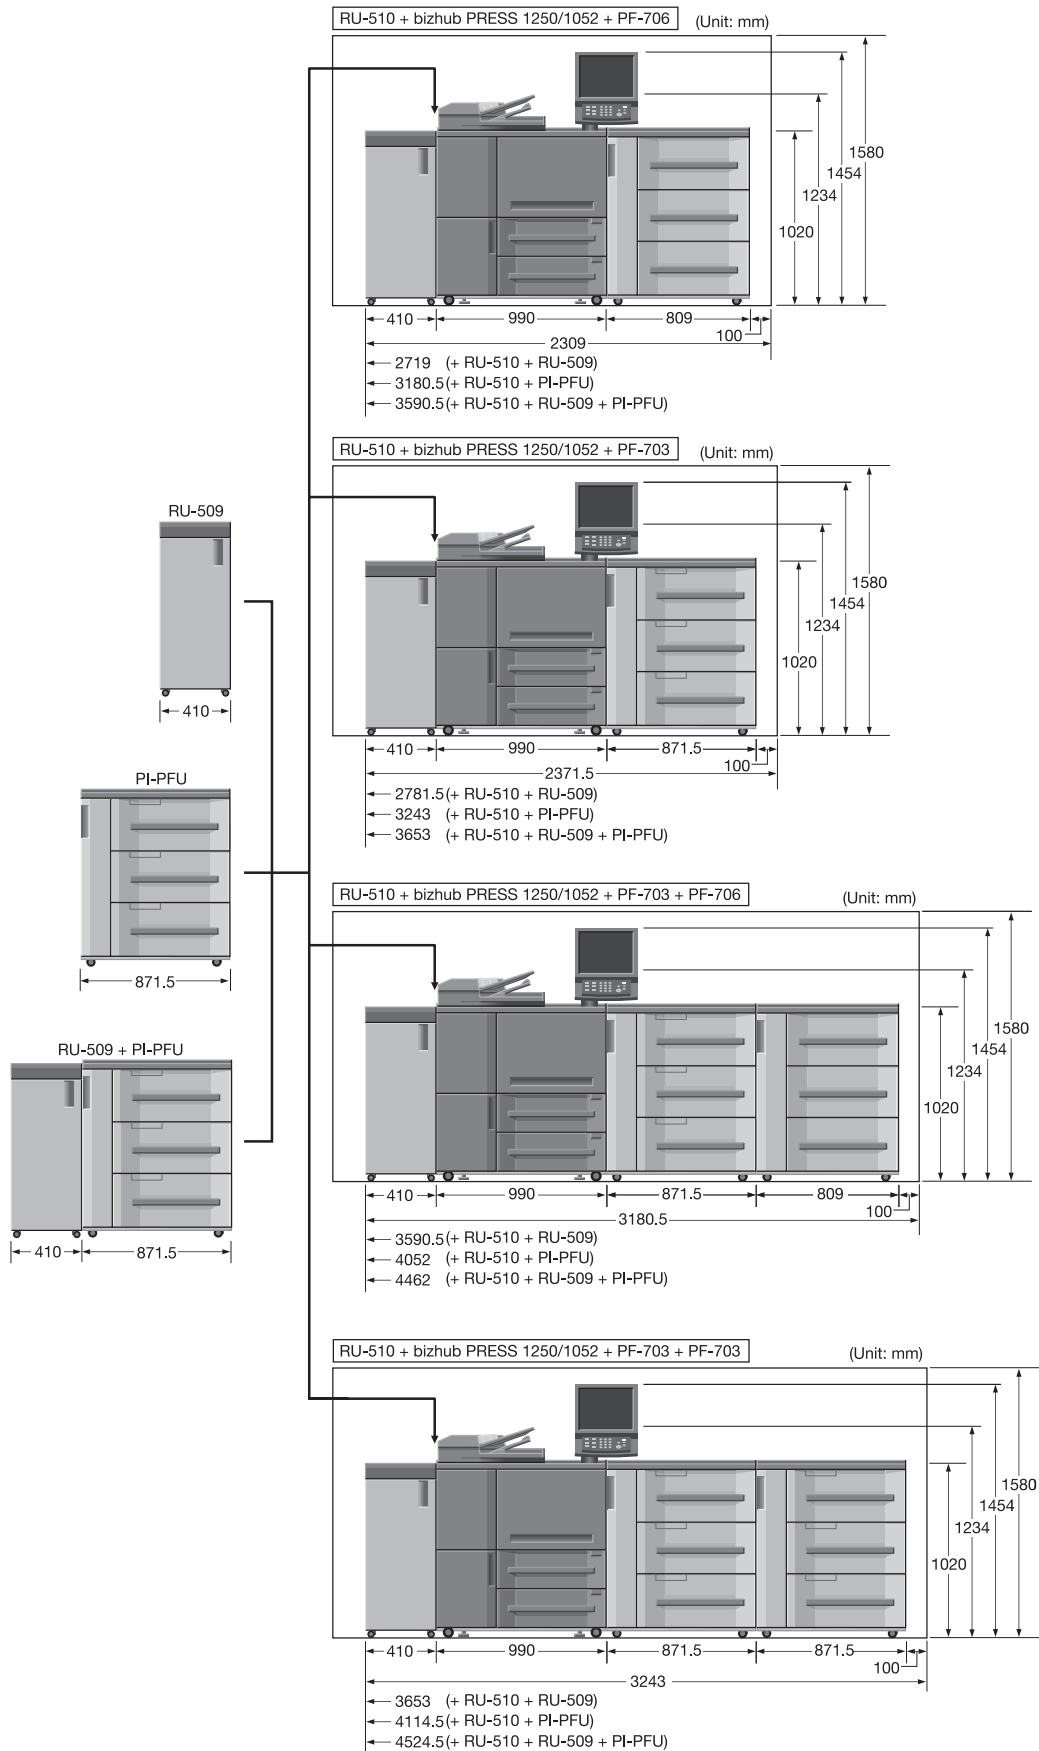 RU-510 + bizhub PRESS 1250/1052 + PF-706 (Unit: mm)
1580
1454
1234
1020
410 990 809 100
2309
2719 (+ RU-510 + RU-509)
3180.5 (+ RU-510 + PI-PFU)
3590.5 (+ RU-510 + RU-509 + PI-PFU)
RU-510 + bizhub PRESS 1250/1052 + PF-703 (Unit: mm)
1580
1454
1234
1020
410 990 871.5 100
2371.5
2781.5 (+ RU-510 + RU-509)
3243 (+ RU-510 + PI-PFU)
3653 (+ RU-510 + RU-509 + PI-PFU)
RU-509
410
PI-PFU
871.5
RU-509 + PI-PFU
410 871.5
RU-510 + bizhub PRESS 1250/1052 + PF-703 + PF-706 (Unit: mm)
1580
1454
1234
1020
410 990 871.5 809 100
3180.5
3590.5 (+ RU-510 + RU-509)
4052 (+ RU-510 + PI-PFU)
4462 (+ RU-510 + RU-509 + PI-PFU)
RU-510 + bizhub PRESS 1250/1052 + PF-703 + PF-703 (Unit: mm)
1580
1454
1234
1020
410 990 871.5 871.5 100
3243
3653 (+ RU-510 + RU-509)
4114.5 (+ RU-510 + PI-PFU)
4524.5 (+ RU-510 + RU-509 + PI-PFU)